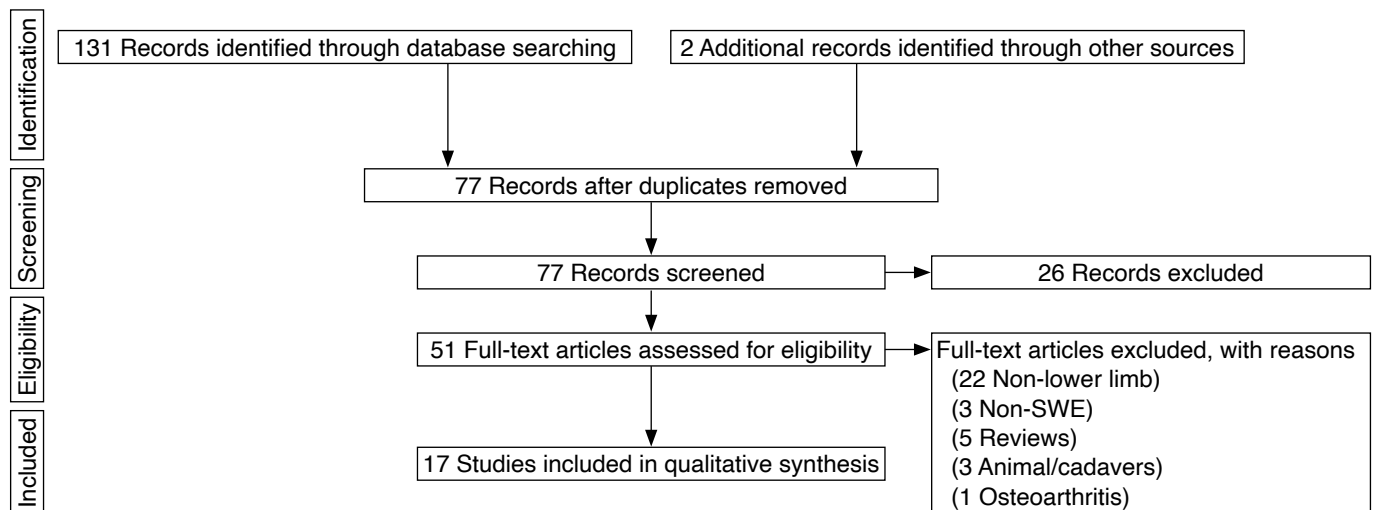 Identification
131 Records identified through database searching
2 Additional records identified through other sources
Screening
77 Records after duplicates removed
77 Records screened
26 Records excluded
Eligibility
51 Full-text articles assessed for eligibility
Full-text articles excluded, with reasons
(22 Non-lower limb)
(3 Non-SWE)
(5 Reviews)
(3 Animal/cadavers)
(1 Osteoarthritis)
Included
17 Studies included in qualitative synthesis